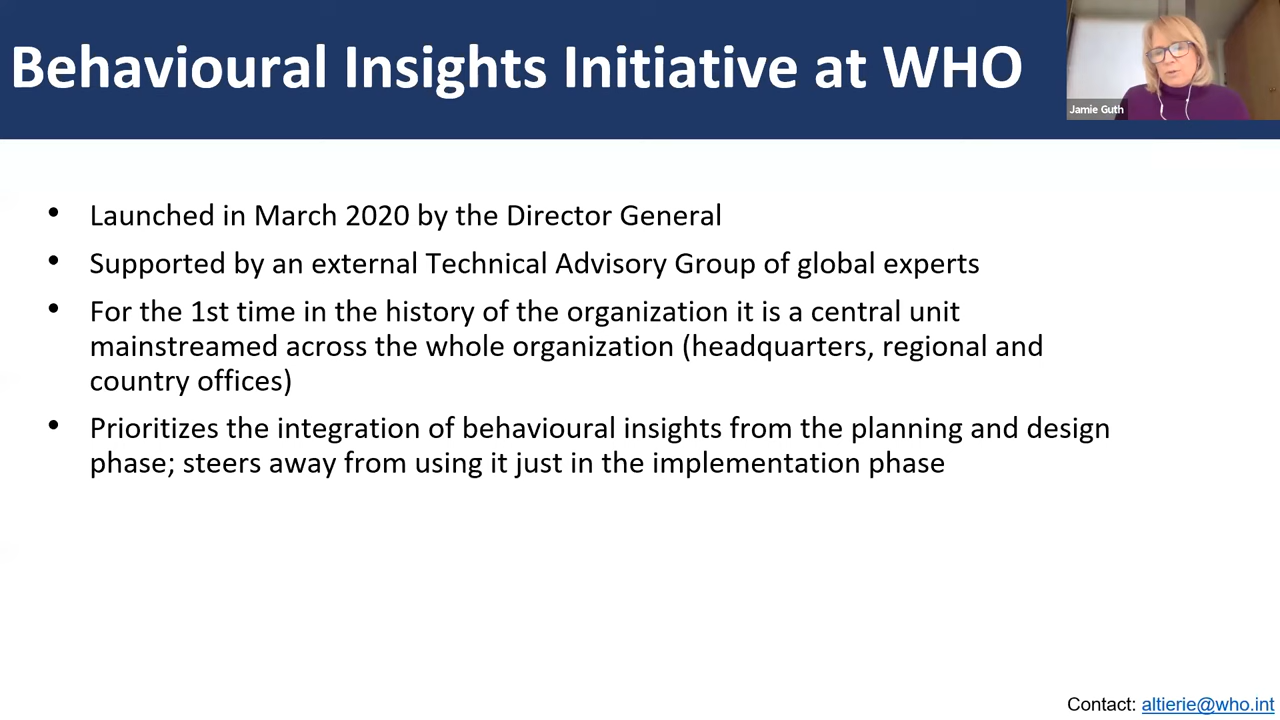 Behavioural Insights Initiative at WHO
Jamie Guth
• Launched in March 2020 by the Director General
• Supported by an external Technical Advisory Group of global experts
• For the 1st time in the history of the organization it is a central unit
mainstreamed across the whole organization (headquarters, regional and
country offices)
• Prioritizes the integration of behavioural insights from the planning and design
phase; steers away from using it just in the implementation phase
Contact: altierie@who.int